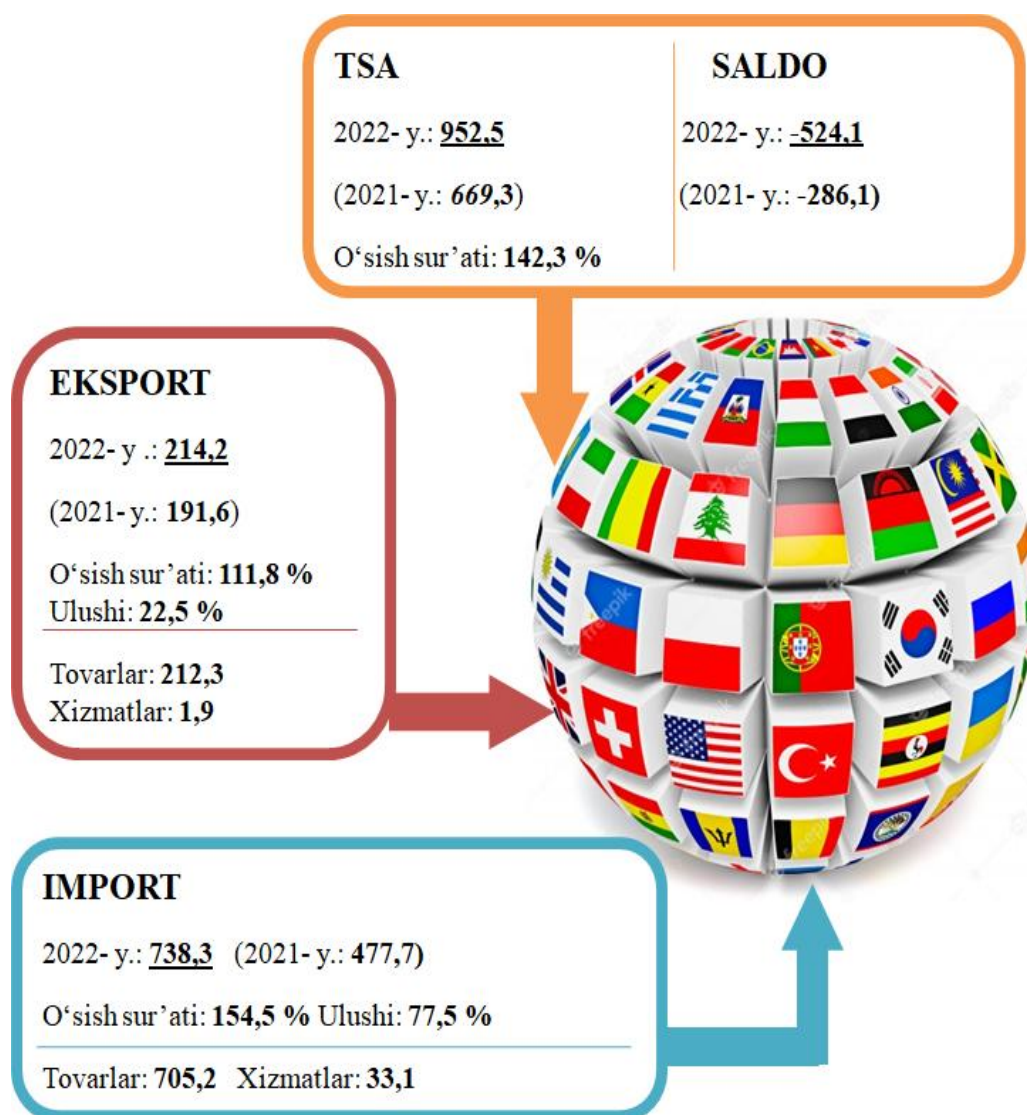 TSA
2022- y.: 952,5
(2021- y.: 669,3)
O‘sish sur’ati: 142,3 %
SALDO
2022- y.: -524,1
(2021- y.: -286,1)
EKSPORT
2022- y .: 214,2
(2021- y.: 191,6)
O‘sish sur’ati: 111,8 %
Ulushi: 22,5 %
Tovarlar: 212,3
Xizmatlar: 1,9
IMPORT
2022- y.: 738,3 (2021- y.: 477,7)
O‘sish sur’ati: 154,5 % Ulushi: 77,5 %
Tovarlar: 705,2 Xizmatlar: 33,1
freepik
freepik
freepik